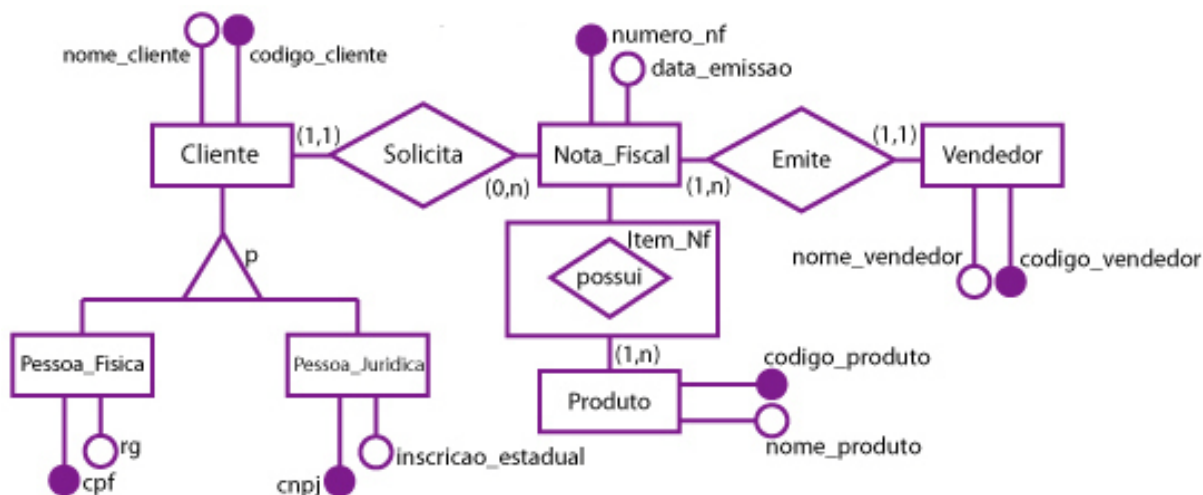 nome_cliente
codigo_cliente
numero_nf
data_emissao
Cliente
(1,1)
Solicita
(0,n)
Nota_Fiscal
(1,n)
Emite
(1,1)
Vendedor
p
Item_Nf
possui
nome_vendedor
codigo_vendedor
Pessoa_Fisica
Pessoa_Juridica
(1,n)
Produto
codigo_produto
nome_produto
rg
cpf
inscricao_estadual
cnpj